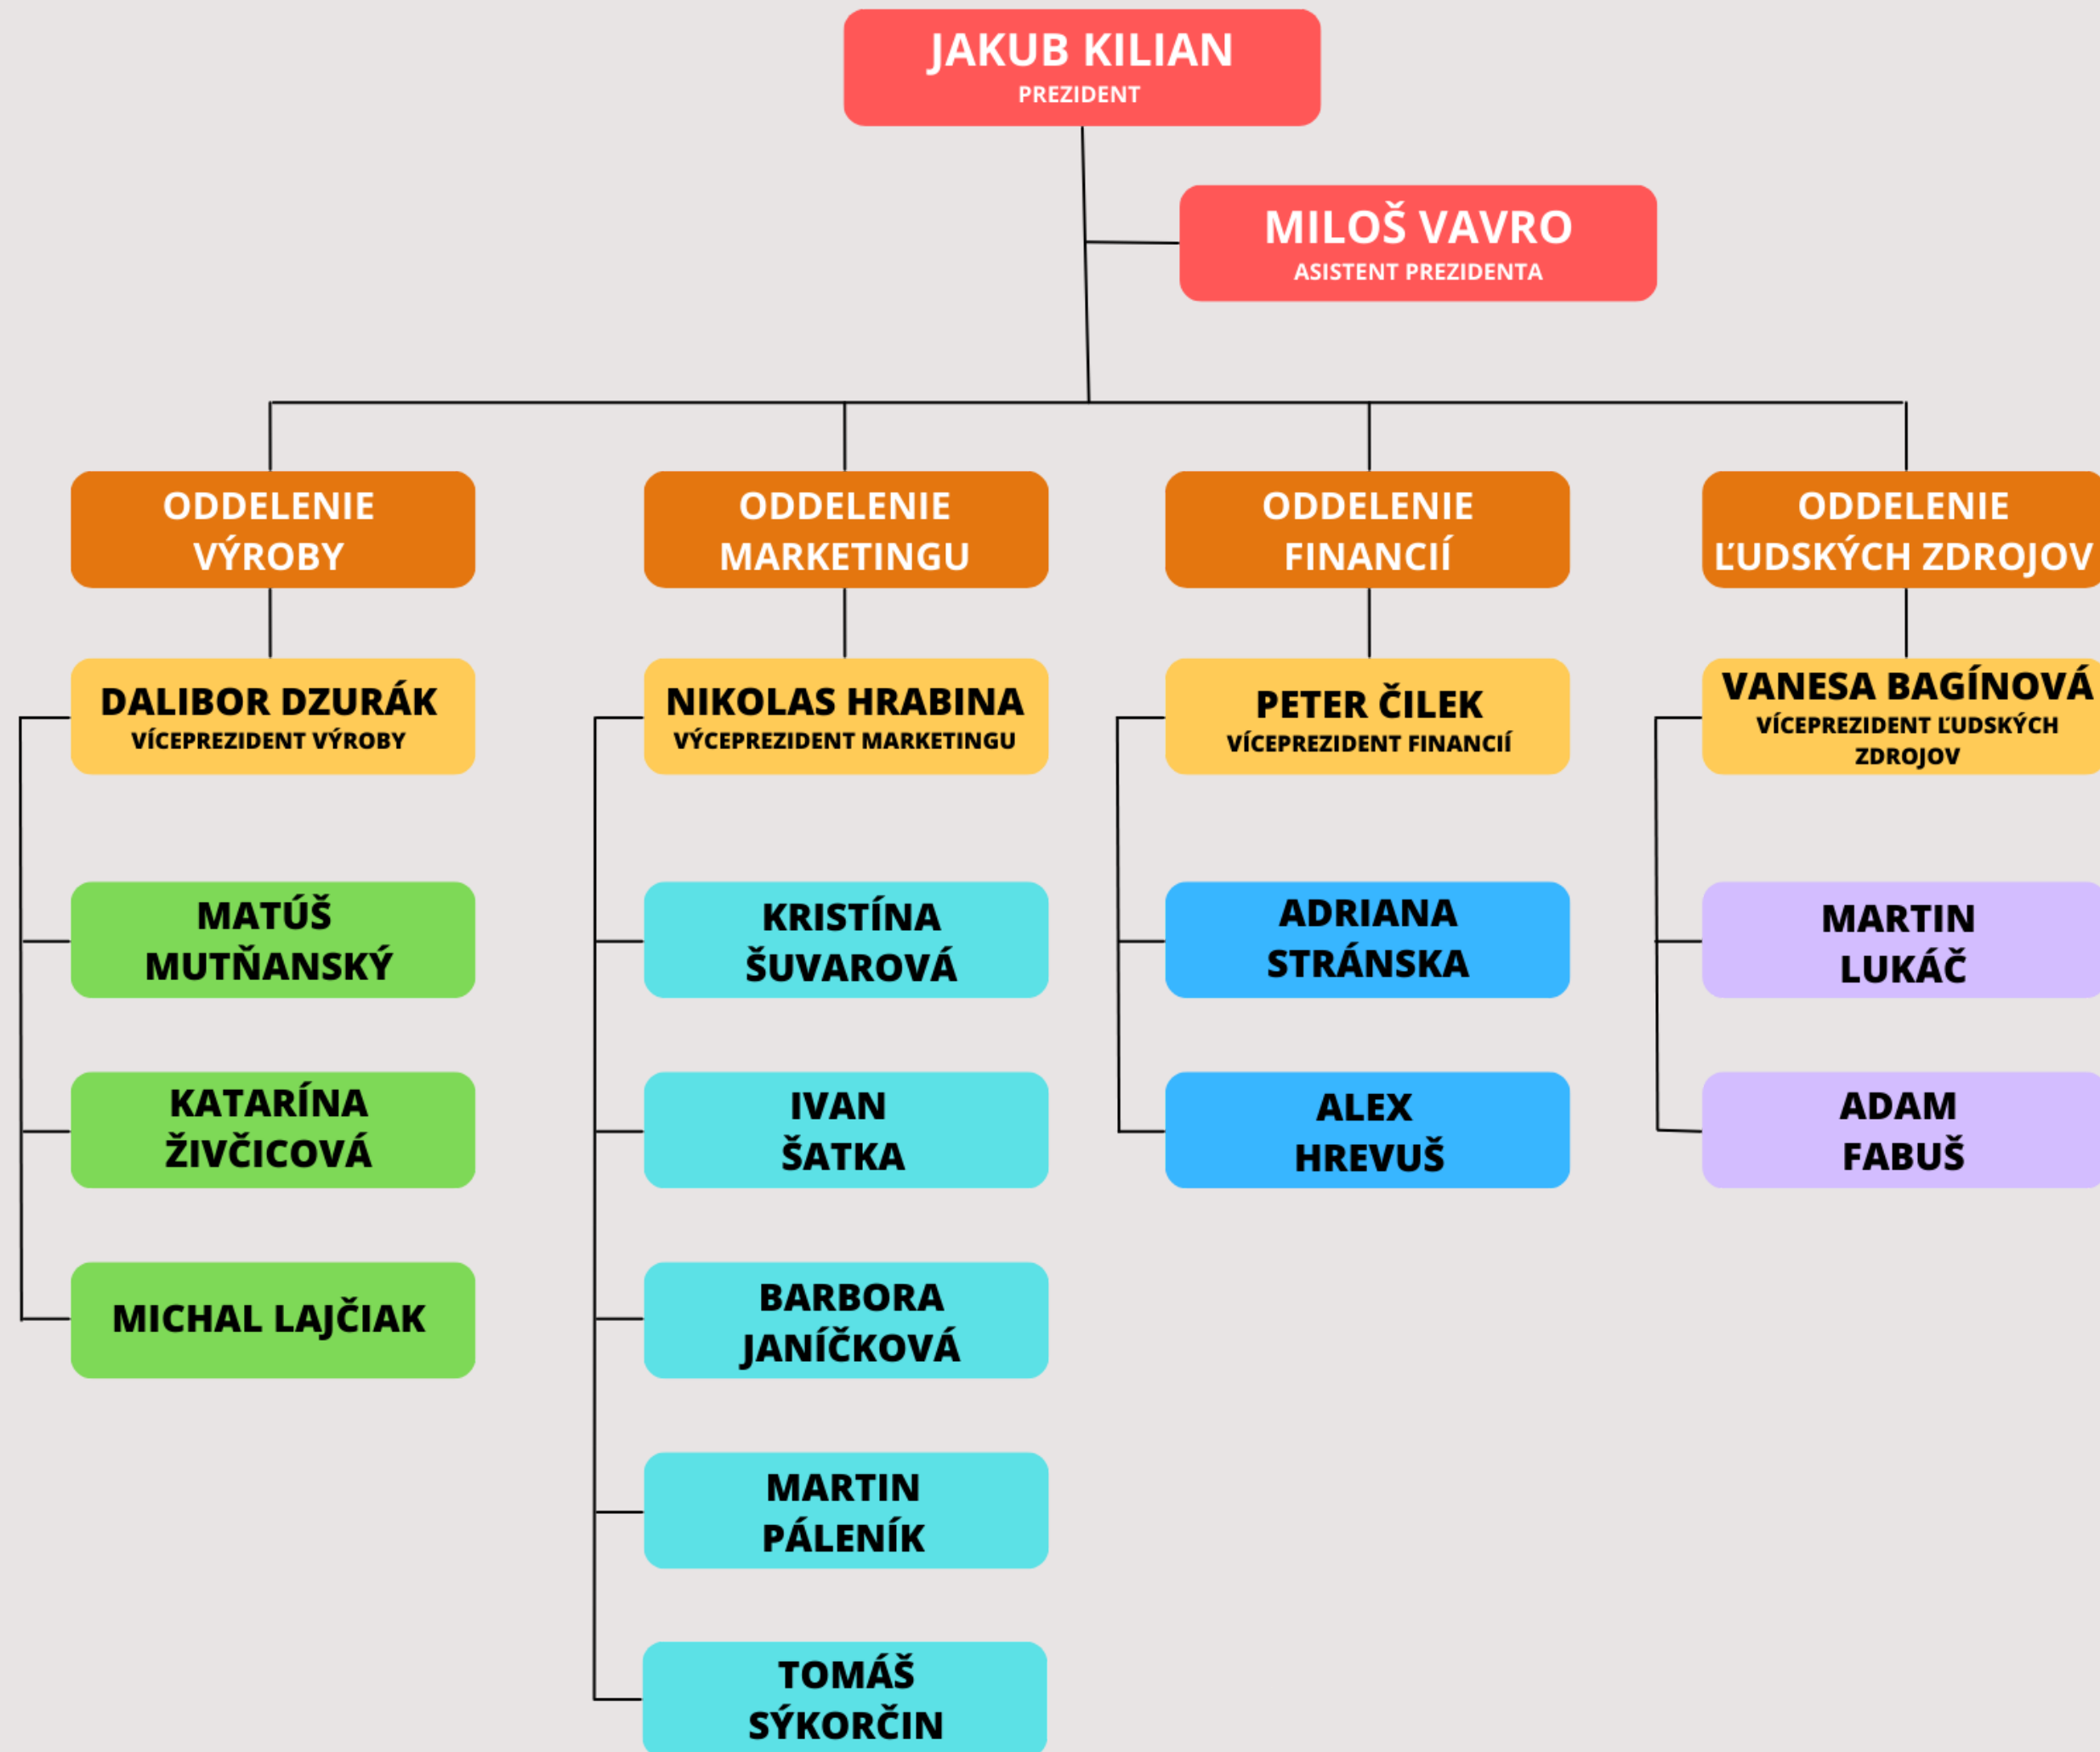 JAKUB KILIAN
PREZIDENT
MILOŠ VAVRO
ASISTENT PREZIDENTA
ODDELENIE
VÝROBY
DALIBOR DZURÁK
VÍCEPREZIDENT VÝROBY
MATÚŠ
MUTŇANSKÝ
KATARÍNA
ŽIVČICOVÁ
MICHAL LAJČIAK
ODDELENIE
MARKETINGU
NIKOLAS HRABINA
VÝCEPREZIDENT MARKETINGU
KRISTÍNA
ŠUVAROVÁ
IVAN
ŠATKA
BARBORA
JANÍČKOVÁ
MARTIN
PÁLENÍK
TOMÁŠ
SÝKORČIN
ODDELENIE
FINANCIÍ
PETER ČILEK
VÍCEPREZIDENT FINANCIÍ
ADRIANA
STRÁNSKA
ALEX
HREVUŠ
ODDELENIE
ĽUDSKÝCH ZDROJOV
VANESA BAGÍNOVÁ
VÍCEPREZIDENT ĽUDSKÝCH
ZDROJOV
MARTIN
LUKÁČ
ADAM
FABUŠ